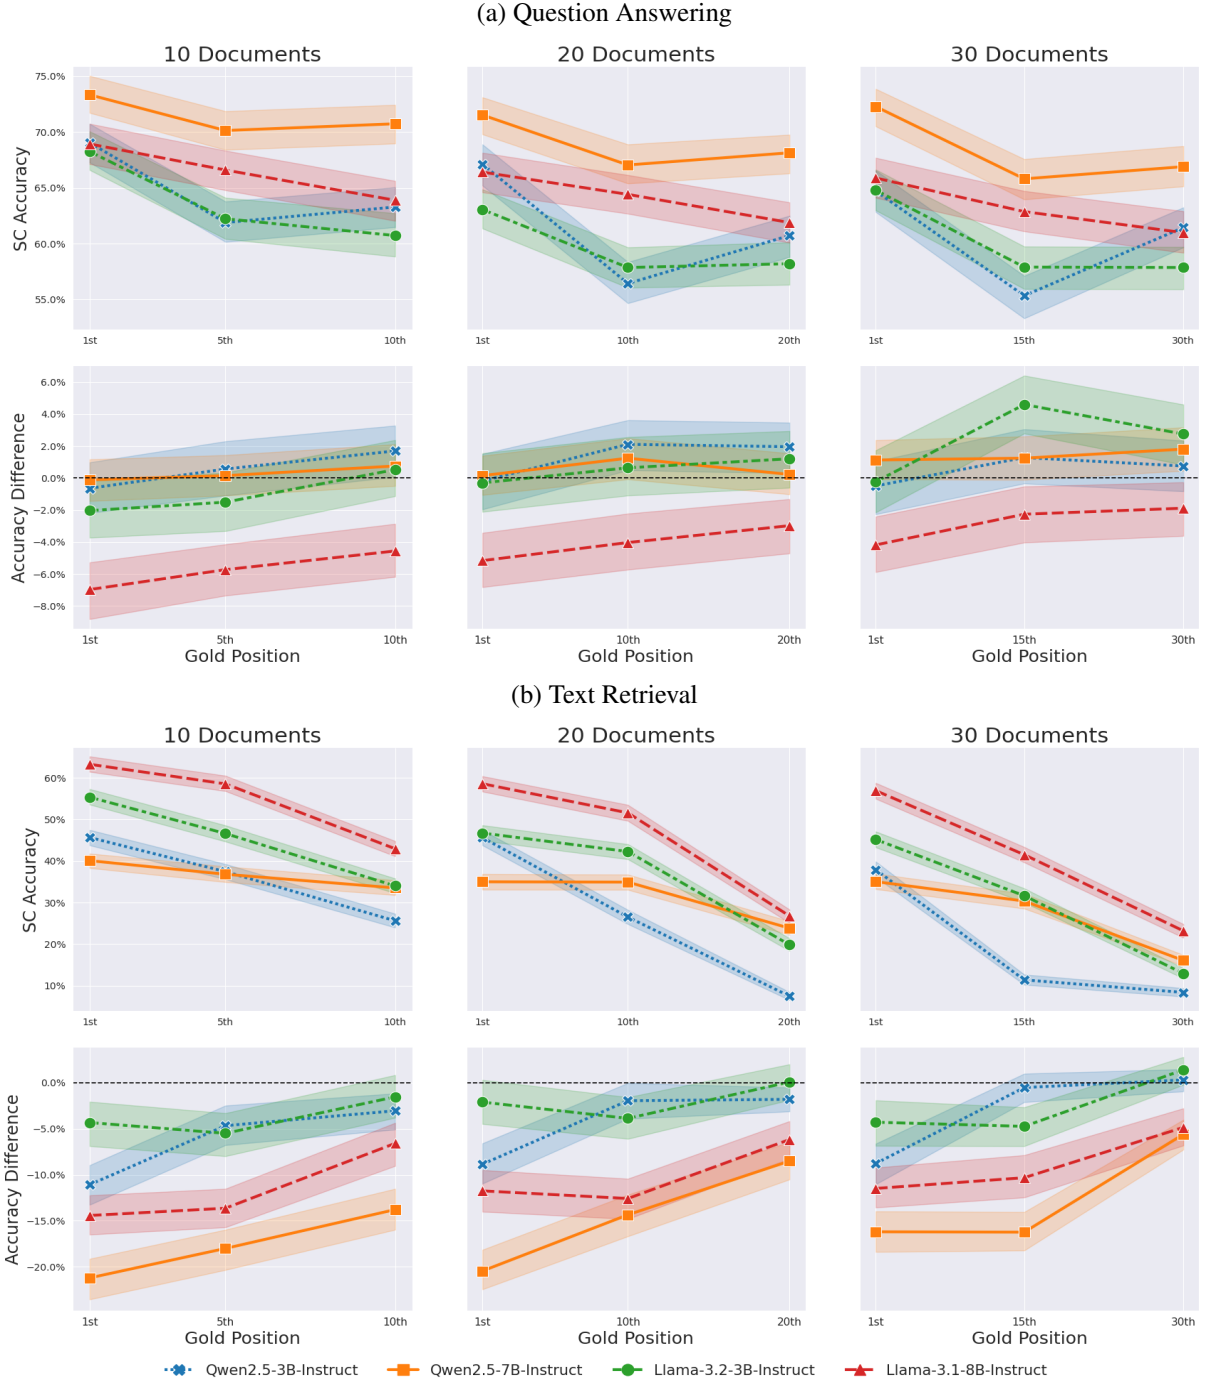 (a) Question Answering
10 Documents 20 Documents 30 Documents
SC Accuracy
75.0%
70.0%
65.0%
60.0%
55.0%
1st 5th 10th 1st 10th 20th 1st 15th 30th
Accuracy Difference
6.0%
4.0%
2.0%
0.0%
−2.0%
−4.0%
−6.0%
−8.0%
1st 5th 10th 1st 10th 20th 1st 15th 30th
Gold Position Gold Position Gold Position
(b) Text Retrieval
10 Documents 20 Documents 30 Documents
SC Accuracy
60%
50%
40%
30%
20%
10%
1st 5th 10th 1st 10th 20th 1st 15th 30th
Accuracy Difference
0.0%
−5.0%
−10.0%
−15.0%
−20.0%
1st 5th 10th 1st 10th 20th 1st 15th 30th
Gold Position Gold Position Gold Position
Qwen2.5-3B-Instruct Qwen2.5-7B-Instruct Llama-3.2-3B-Instruct Llama-3.1-8B-Instruct